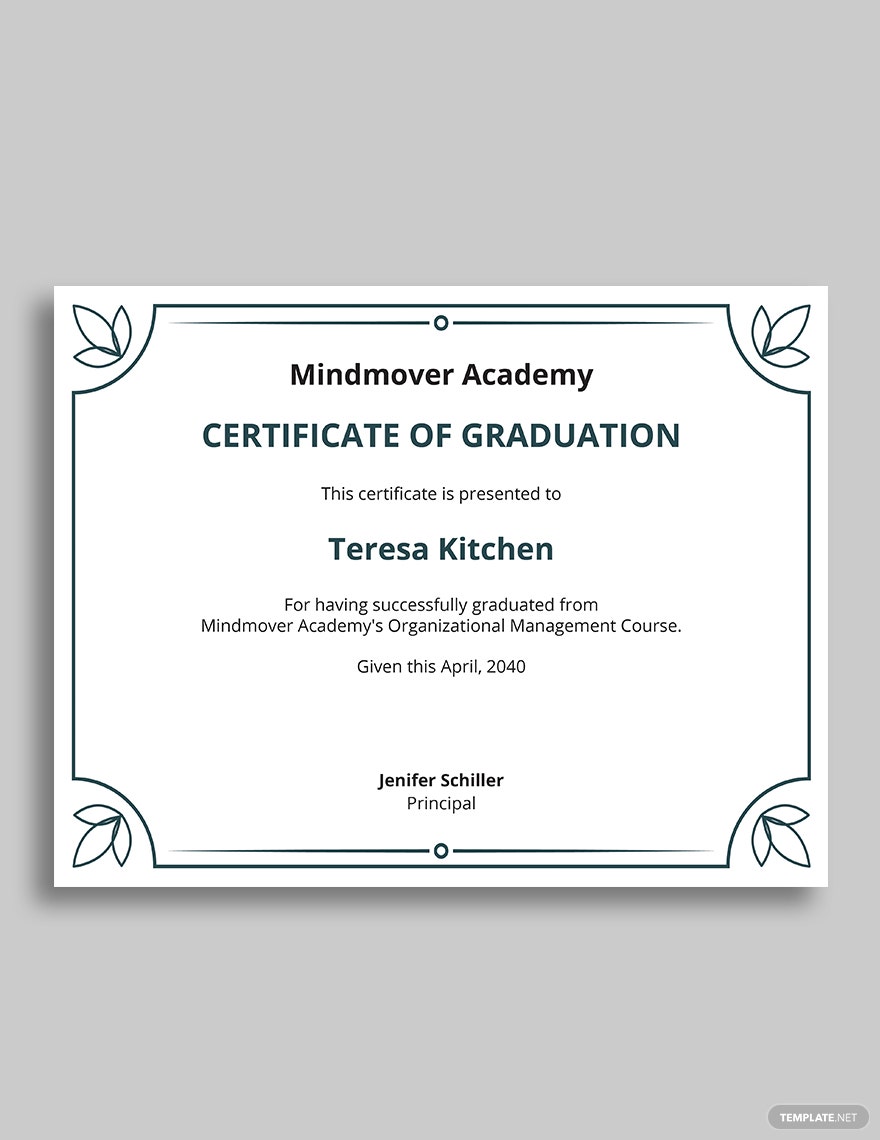 Mindmover Academy
CERTIFICATE OF GRADUATION
This certificate is presented to
Teresa Kitchen
For having successfully graduated from
Mindmover Academy's Organizational Management Course.
Given this April, 2040
Jenifer Schiller
Principal
TEMPLATE.NET